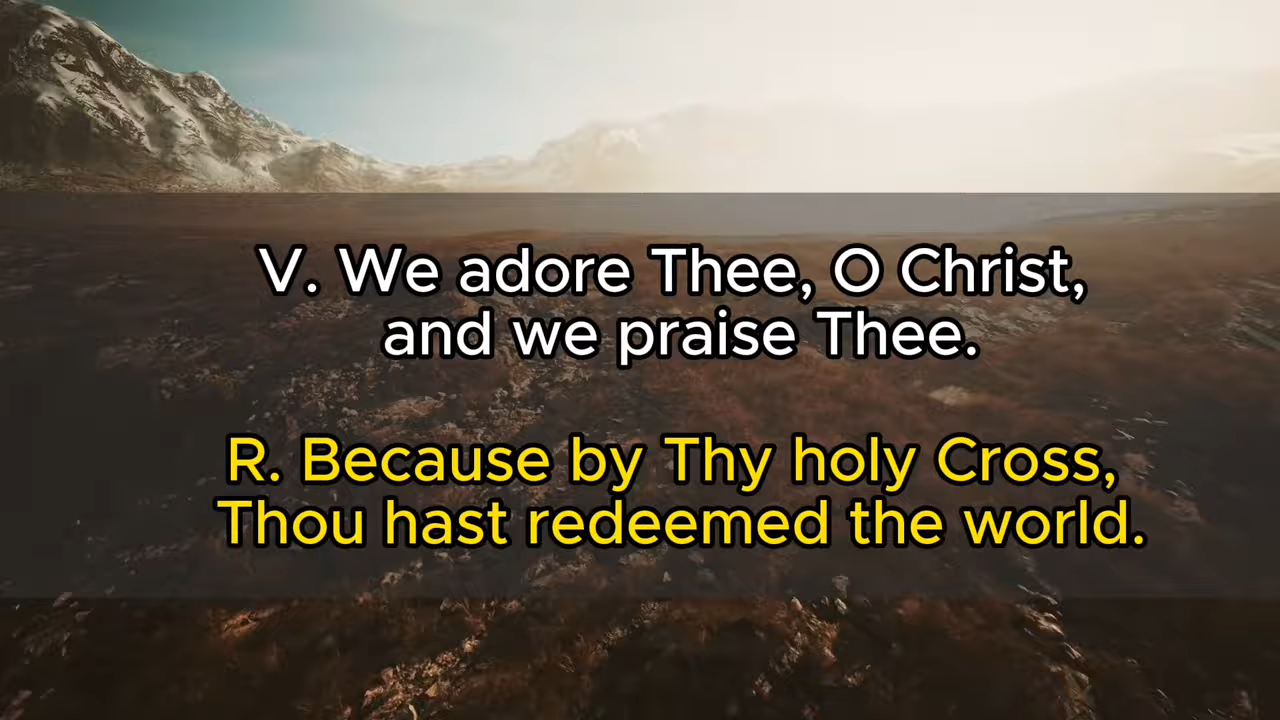 V. We adore Thee, O Christ,
and we praise Thee.
R. Because by Thy holy Cross,
Thou hast redeemed the world.